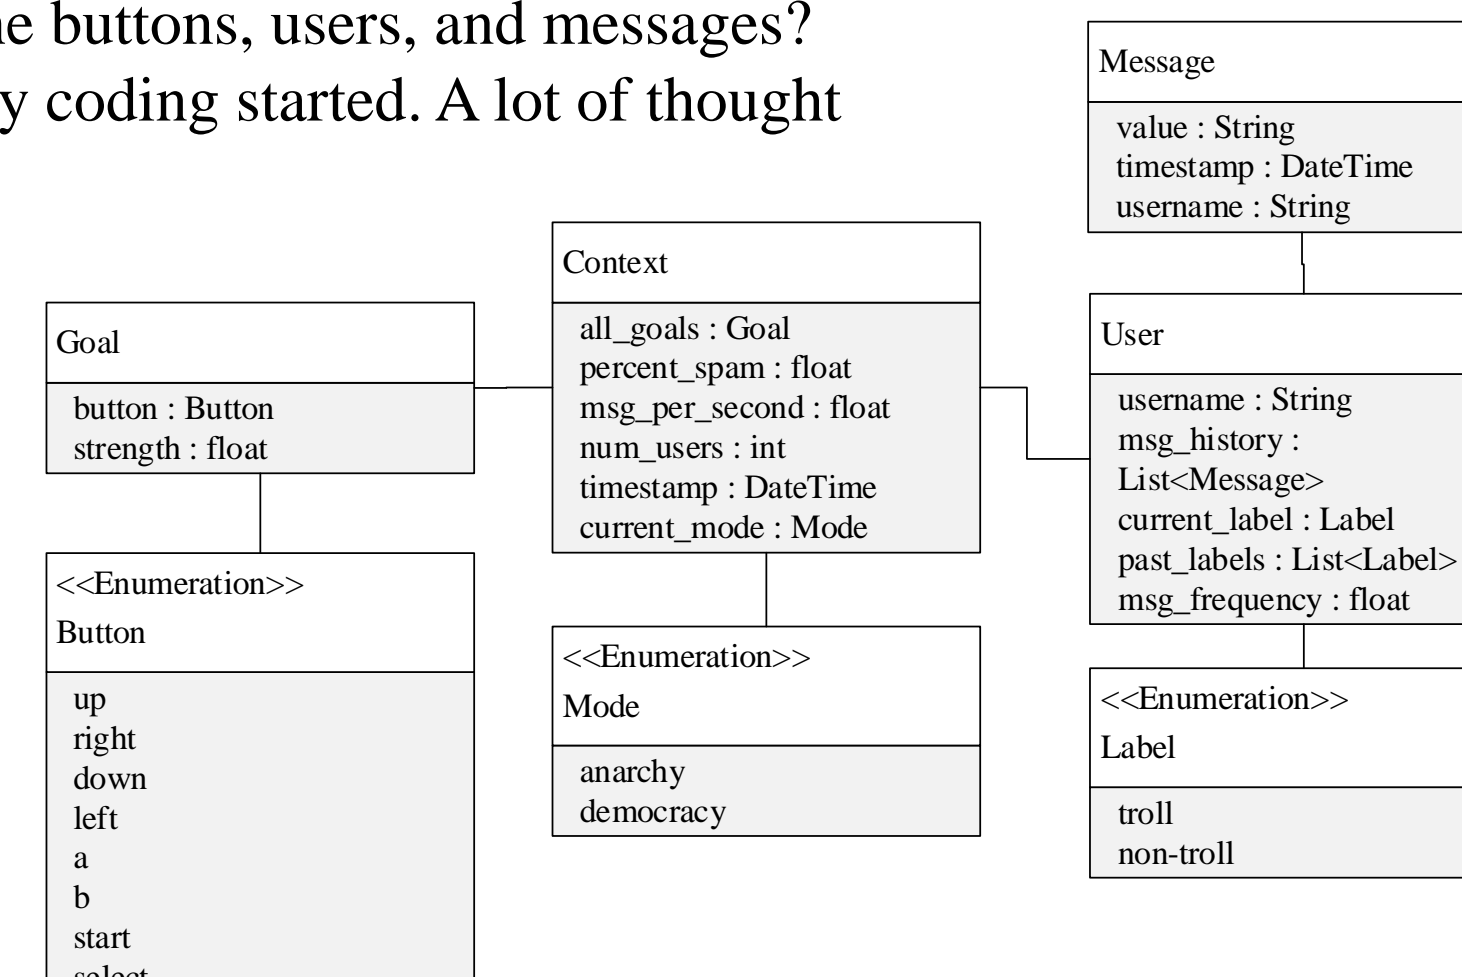 buttons, users, and messages?
coding started. A lot of thought
Message
value : String
timestamp : DateTime
username : String
Context
all_goals : Goal
percent_spam : float
msg_per_second : float
num_users : int
timestamp : DateTime
current_mode : Mode
Goal
button : Button
strength : float
User
username : String
msg_history :
List<Message>
current_label : Label
past_labels : List<Label>
msg_frequency : float
<<Enumeration>>
Button
up
right
down
left
a
b
start
select
<<Enumeration>>
Mode
anarchy
democracy
<<Enumeration>>
Label
troll
non-troll